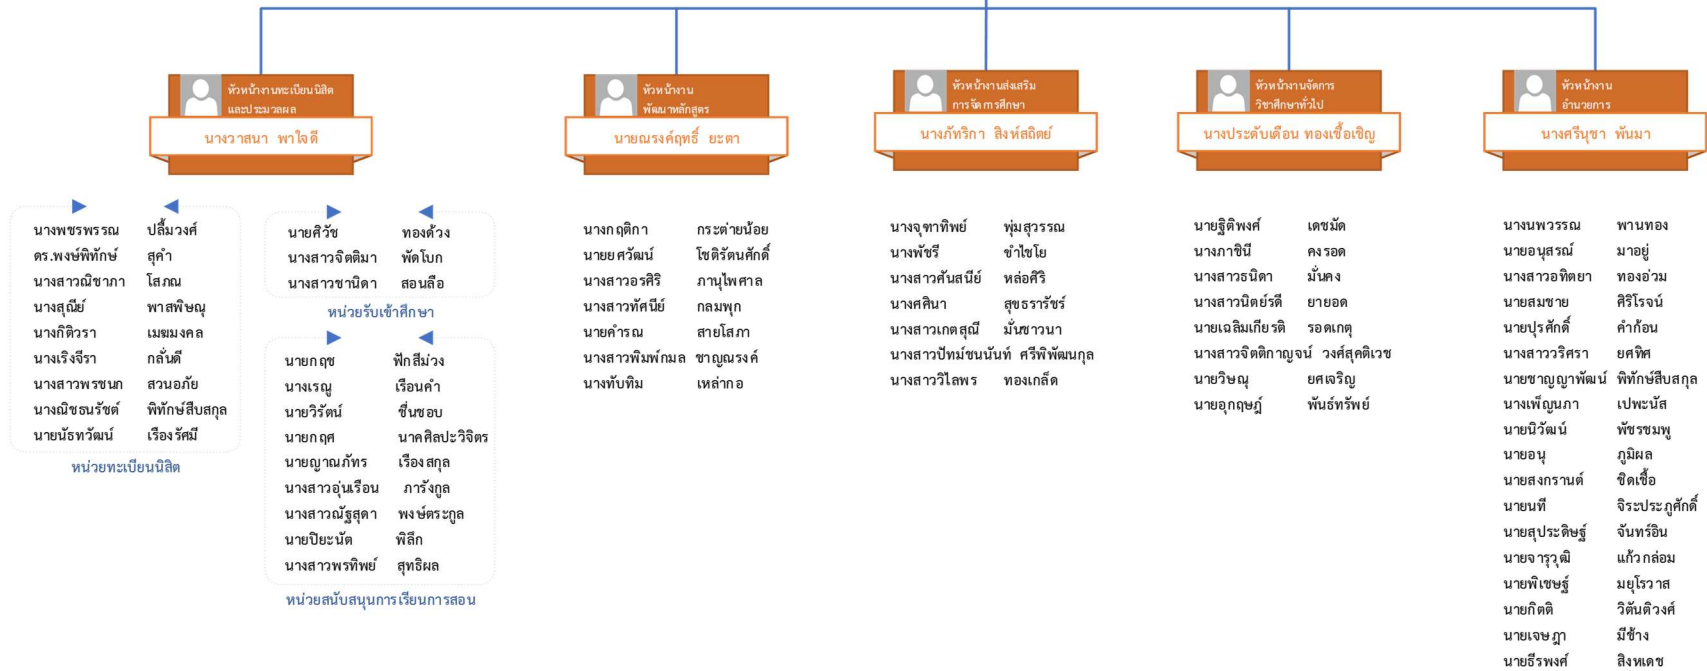 หัวหน้างานทะเบียนนิสิต
และประมวลผล
นางวาสนา พาใจดี
นางพชรพรรณ ปลื้มวงศ์
ดร.พงษ์พิทักษ์ สุคำ
นางสาวณิชาภา โสภณ
นางสุณีย์ พาสพิษณุ
นางกิติวรา เมฆมงคล
นางเริงจีรา กลั่นดี
นางสาวพรชนก สวนอภัย
นางณิชธนรัชต์ พิทักษ์สืบสกุล
นายนัธทวัฒน์ เรืองรัศมี
หน่วยทะเบียนนิสิต
นายศิวัช ทองด้วง
นางสาวจิตติมา พัดโบก
นางสาวชานิดา สอนลือ
หน่วยรับเข้าศึกษา
นายกฤช ฟักสีม่วง
นางเรณู เรือนคำ
นายวิรัตน์ ชื่นชอบ
นายกฤศ นาคศิลปะวิจิตร
นายญาณภัทร เรืองสกุล
นางสาวอุ่นเรือน ภารังกูล
นางสาวณัฐสุดา พงษ์ตระกูล
นายปิยะนัต พิลึก
นางสาวพรทิพย์ สุทธิผล
หน่วยสนับสนุนการเรียนการสอน
หัวหน้างาน
พัฒนาหลักสูตร
นายณรงค์ฤทธิ์ ยะตา
นางกฤติกา กระต่ายน้อย
นายยศวัฒน์ โชติรัตนศักดิ์
นางสาวอรศิริ ภานุไพศาล
นางสาวทัศนีย์ กลมพุก
นายคำรณ สายโสภา
นางสาวพิมพ์กมล ชาญณรงค์
นางทับทิม เหล่ากอ
หัวหน้างานส่งเสริม
การจัดการศึกษา
นางภัทริกา สิงห์สถิตย์
นางจุฑาทิพย์ พุ่มสุวรรณ
นางพัชรี ขำไชโย
นางสาวศันสนีย์ หล่อศิริ
นางศศินา สุขธรารัชร์
นางสาวเกตสุณี มั่นชาวนา
นางสาวปัทม์ชนนันท์ ศรีพิพัฒนกุล
นางสาววิไลพร ทองเกล็ด
หัวหน้างานจัดการ
วิชาศึกษาทั่วไป
นางประดับเดือน ทองเชื้อเชิญ
นายฐิติพงศ์ เดชมัด
นางภาชินี คงรอด
นางสาวธนิดา มั่นคง
นางสาวนิตย์รดี ยายอด
นายเฉลิมเกียรติ รอดเกตุ
นางสาวจิตติกาญจน์ วงศ์สุคติเวช
นายวิษณุ ยศเจริญ
นายอุกฤษฎ์ พันธ์ทรัพย์
หัวหน้างาน
อำนวยการ
นางศรีนุชา พันมา
นางนพวรรณ พานทอง
นายอนุสรณ์ มาอยู่
นางสาวอทิตยา ทองอ่วม
นายสมชาย ศิริโรจน์
นายปุรศักดิ์ คำก้อน
นางสาววริศรา ยศทิศ
นายชาญญาพัฒน์ พิทักษ์สืบสกุล
นางเพ็ญนภา เปพะนัส
นายนิวัฒน์ พัชรชมพู
นายอนุ ภูมิผล
นายสงกรานต์ ชิดเชื้อ
นายนที จิระประภูศักดิ์
นายสุประดิษฐ์ จันทร์อิน
นายจารุวุฒิ แก้วกล่อม
นายพิเชษฐ์ มยุโรวาส
นายกิตติ วิตันติวงศ์
นายเจษฎา มีช้าง
นายธีรพงศ์ สิงหเดช